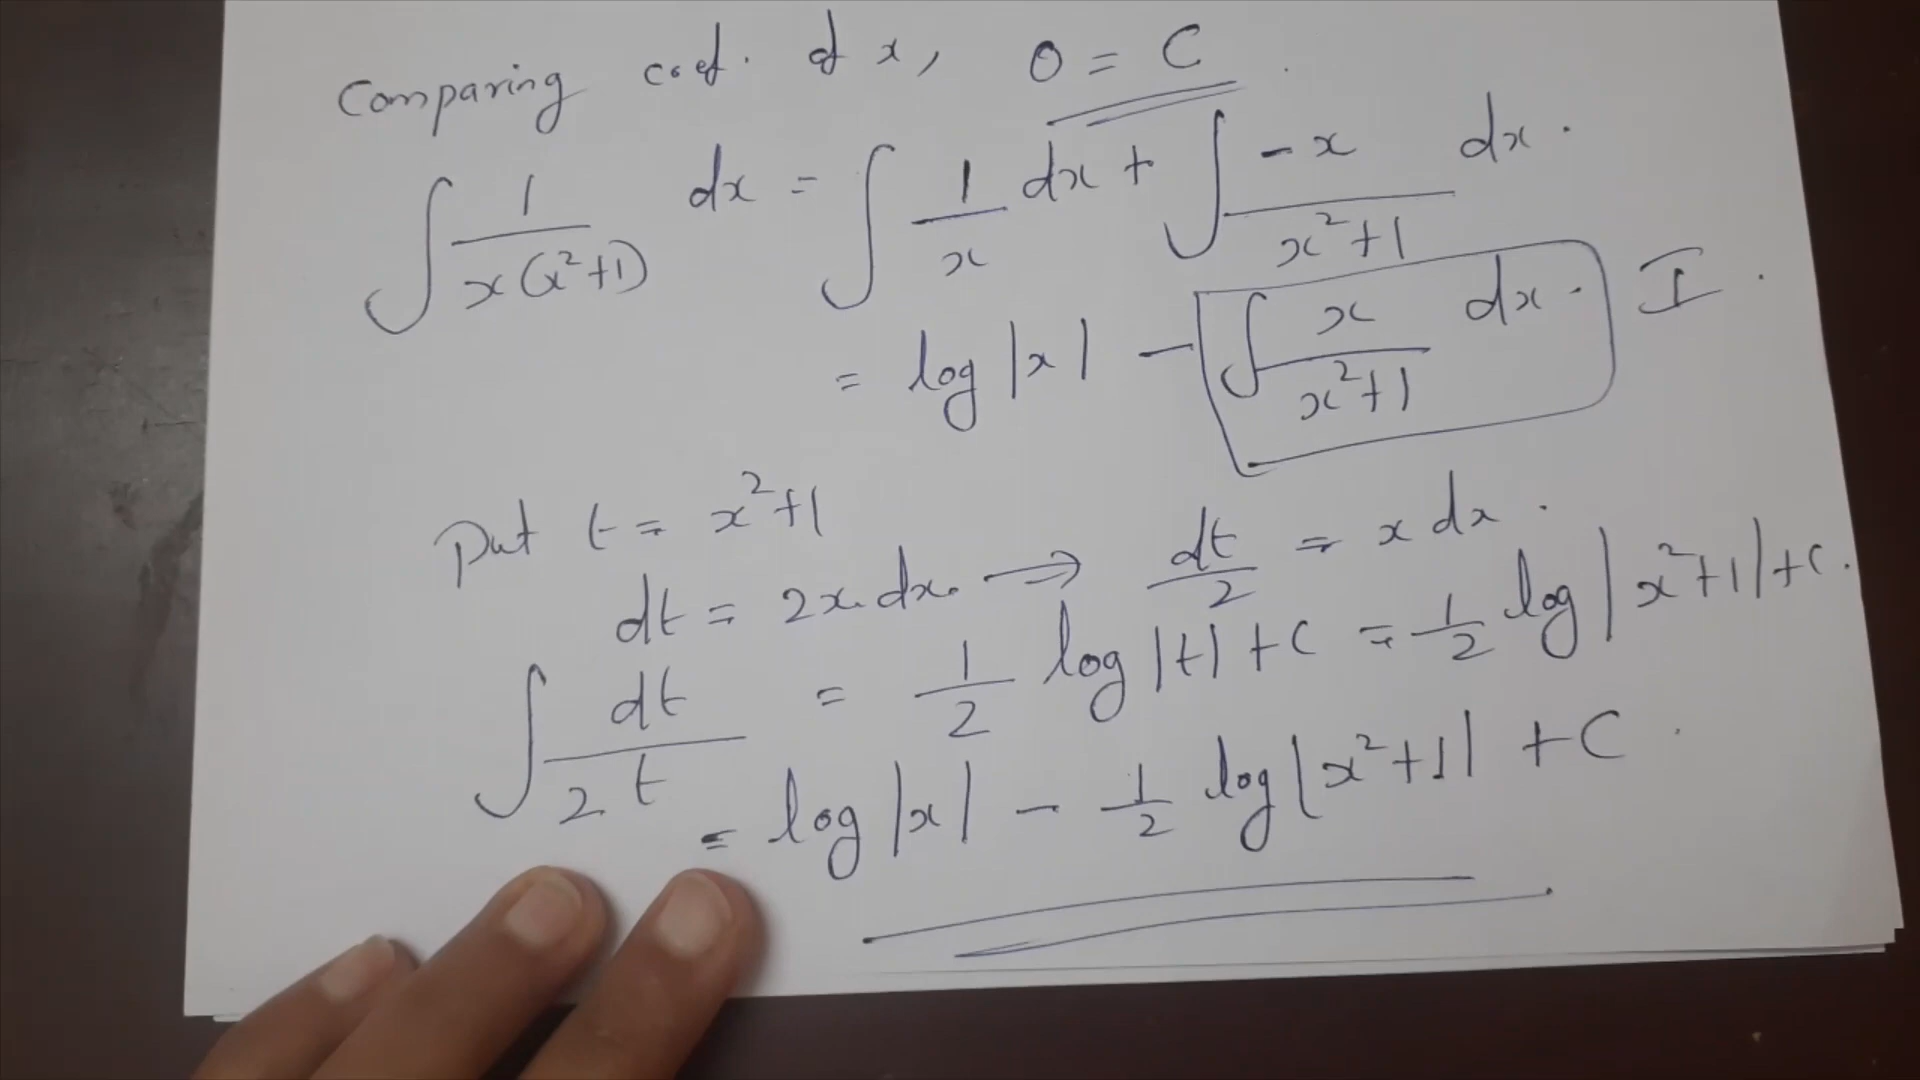 Comparing coef. of x, 0 = C.
∫ 1/(x(x²+1)) dx = ∫ 1/x dx + ∫ -x/(x²+1) dx.
= log |x| - ∫ x/(x²+1) dx. I.
Put t = x²+1
dt = 2x.dx. ⇒ dt/2 = x dx.
∫ dt/(2t) = 1/2 log |t| + C = 1/2 log |x²+1| + C.
= log |x| - 1/2 log |x²+1| + C.